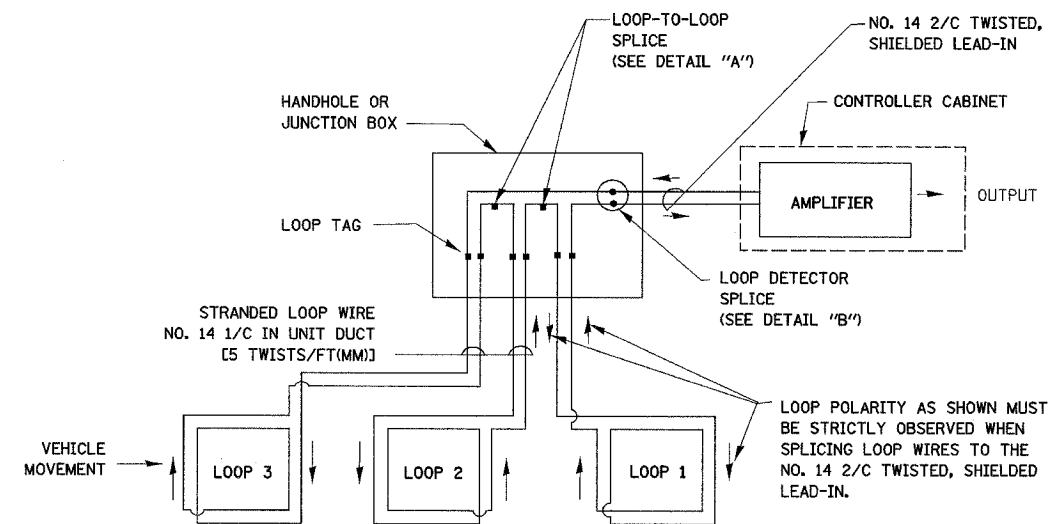 LOOP-TO-LOOP
SPLICE
(SEE DETAIL "A")
NO. 14 2/C TWISTED,
SHIELDED LEAD-IN
HANDHOLE OR
JUNCTION BOX
CONTROLLER CABINET
AMPLIFIER
OUTPUT
LOOP TAG
LOOP DETECTOR
SPLICE
(SEE DETAIL "B")
STRANDED LOOP WIRE
NO. 14 1/C IN UNIT DUCT
[5 TWISTS/FT(MM)]
LOOP POLARITY AS SHOWN MUST
BE STRICTLY OBSERVED WHEN
SPLICING LOOP WIRES TO THE
NO. 14 2/C TWISTED, SHIELDED
LEAD-IN.
VEHICLE
MOVEMENT
LOOP 3
LOOP 2
LOOP 1